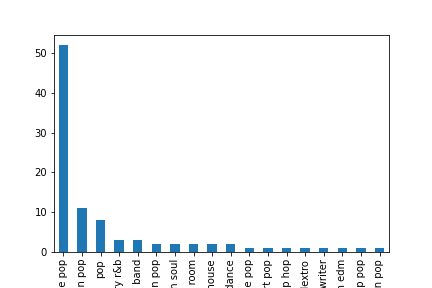 50
40
30
20
10
0
e pop
n pop
pop
y r&b
band
n pop
n soul
room
house
dance
e pop
rt pop
p hop
lextro
writer
n edm
p pop
n pop